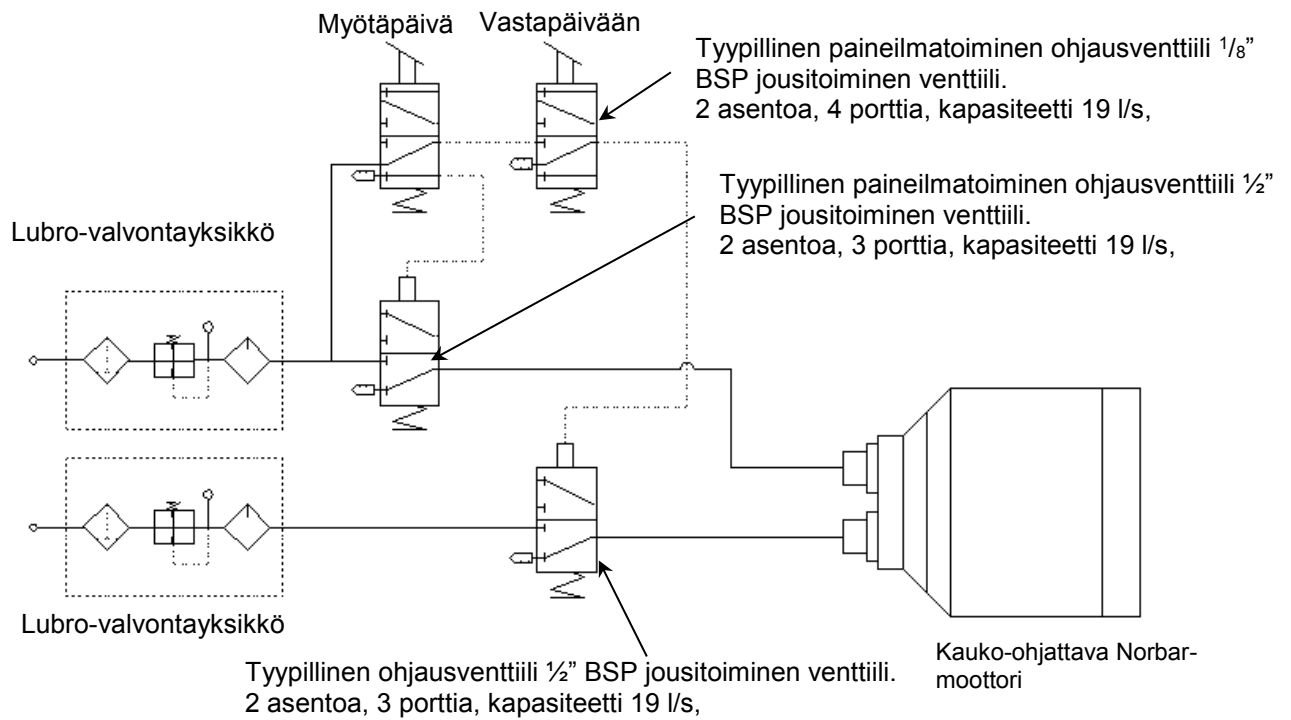 Myötäpäivä
Vastapäivään
Tyypillinen paineilmatoiminen ohjausventtiili ¹/₈”
BSP jousitoiminen venttiili.
2 asentoa, 4 porttia, kapasiteetti 19 l/s,
Tyypillinen paineilmatoiminen ohjausventtiili ½”
BSP jousitoiminen venttiili.
2 asentoa, 3 porttia, kapasiteetti 19 l/s,
Lubro-valvontayksikkö
Lubro-valvontayksikkö
Tyypillinen ohjausventtiili ½” BSP jousitoiminen venttiili.
2 asentoa, 3 porttia, kapasiteetti 19 l/s,
Kauko-ohjattava Norbar-
moottori